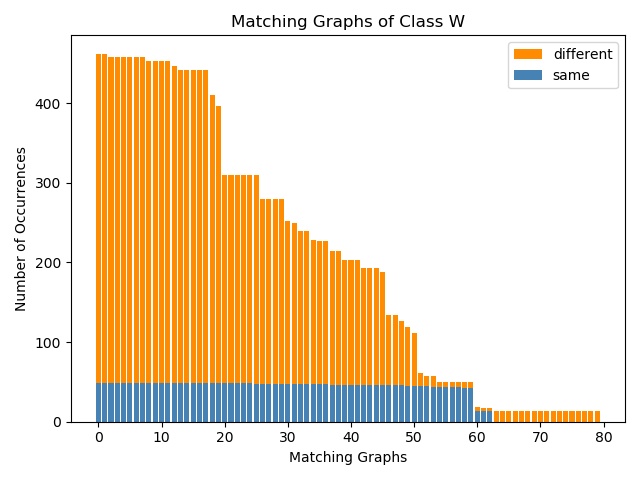 Matching Graphs of Class W
different
same
Number of Occurrences
400
300
200
100
0
0 10 20 30 40 50 60 70 80
Matching Graphs